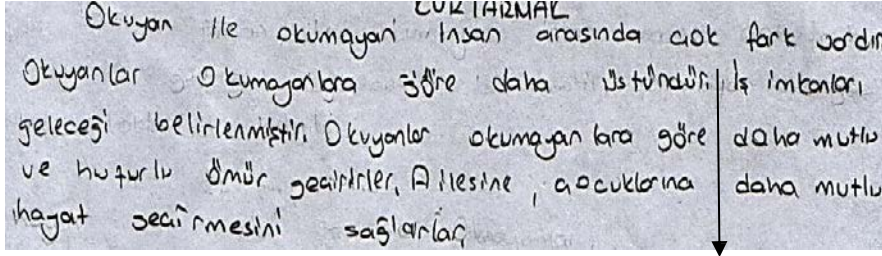 Okuyan ile okumayan insan arasında çok fark vardır
Okuyanlar Okumayanlara göre daha üstündür. İş imkanları
geleceği belirlenmiştir. Okuyanlar okumayanlara göre daha mutlu
ve huzurlu ömür geçirirler. Ailesine, çocuklarına daha mutlu
hayat geçirmesini sağlarlar.